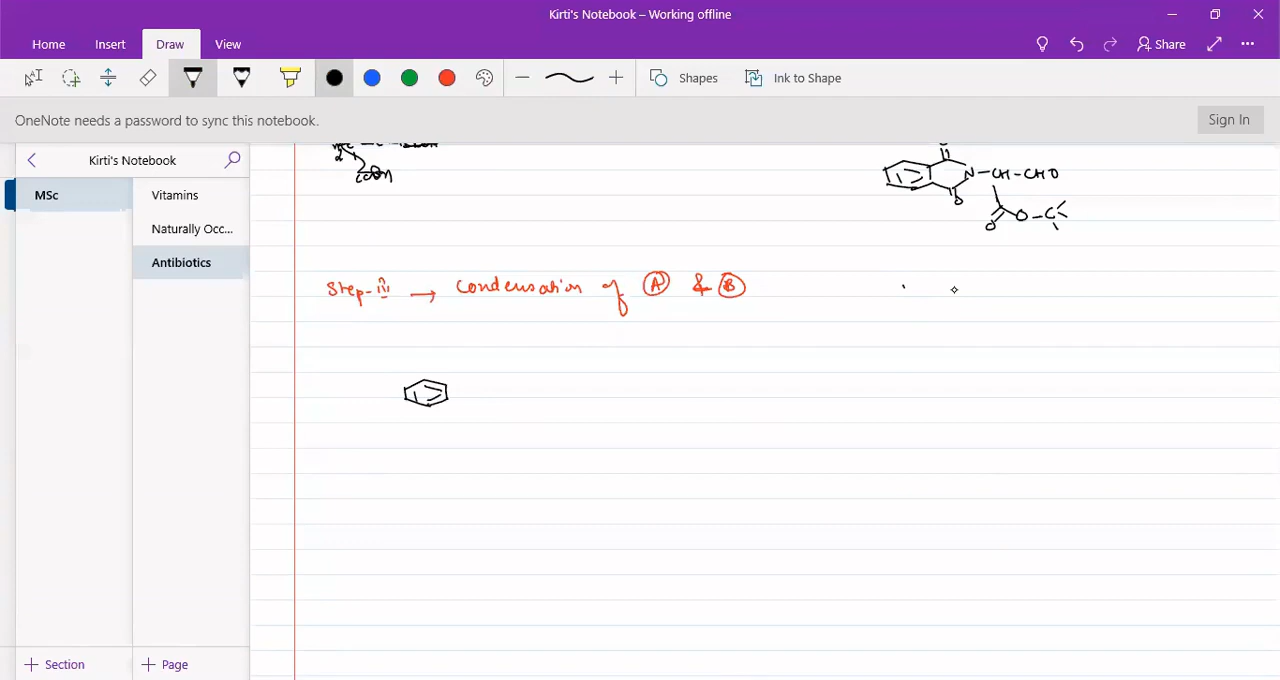 Kirti's Notebook – Working offline
Home Insert Draw View
Share
Shapes Ink to Shape
OneNote needs a password to sync this notebook.
Sign In
Kirti's Notebook
MSc
Vitamins
Naturally Occ...
Antibiotics
COOH
O
N-CH-CHO
O
O O-C
Step-iii → Condensation of A & B
+ Section
+ Page